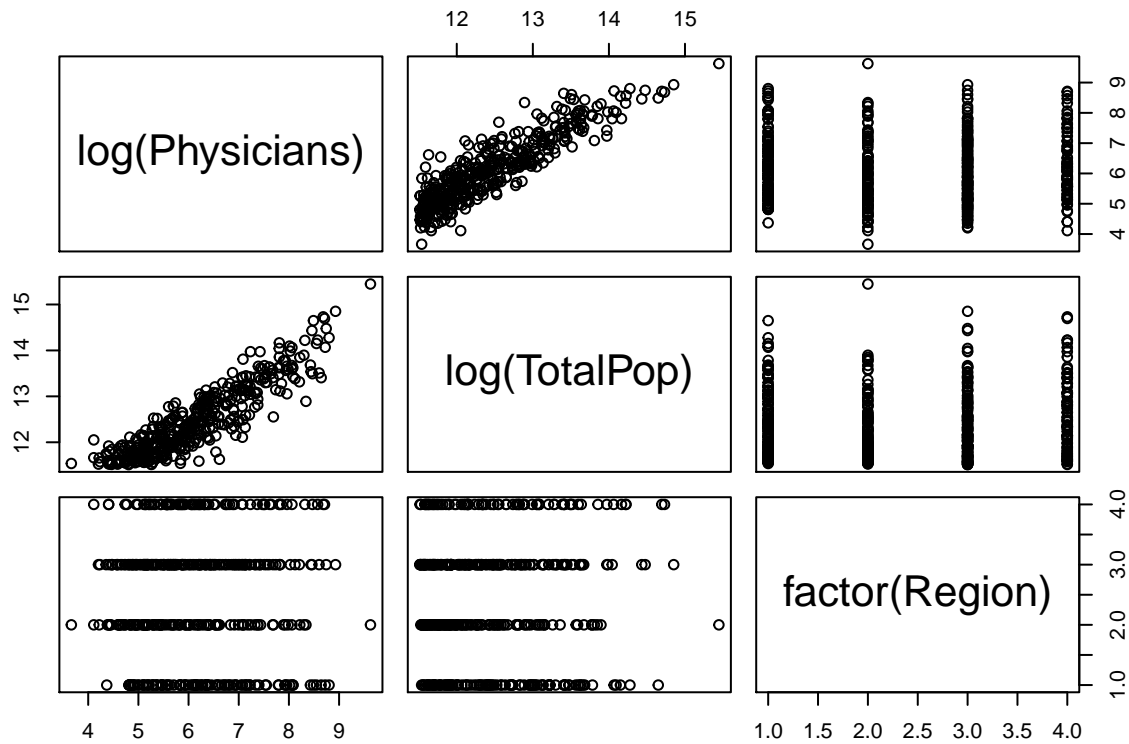 12 13 14 15
log(Physicians)
4 5 6 7 8 9
12 13 14 15
log(TotalPop)
1.0 2.0 3.0 4.0
factor(Region)
4 5 6 7 8 9
1.0 1.5 2.0 2.5 3.0 3.5 4.0